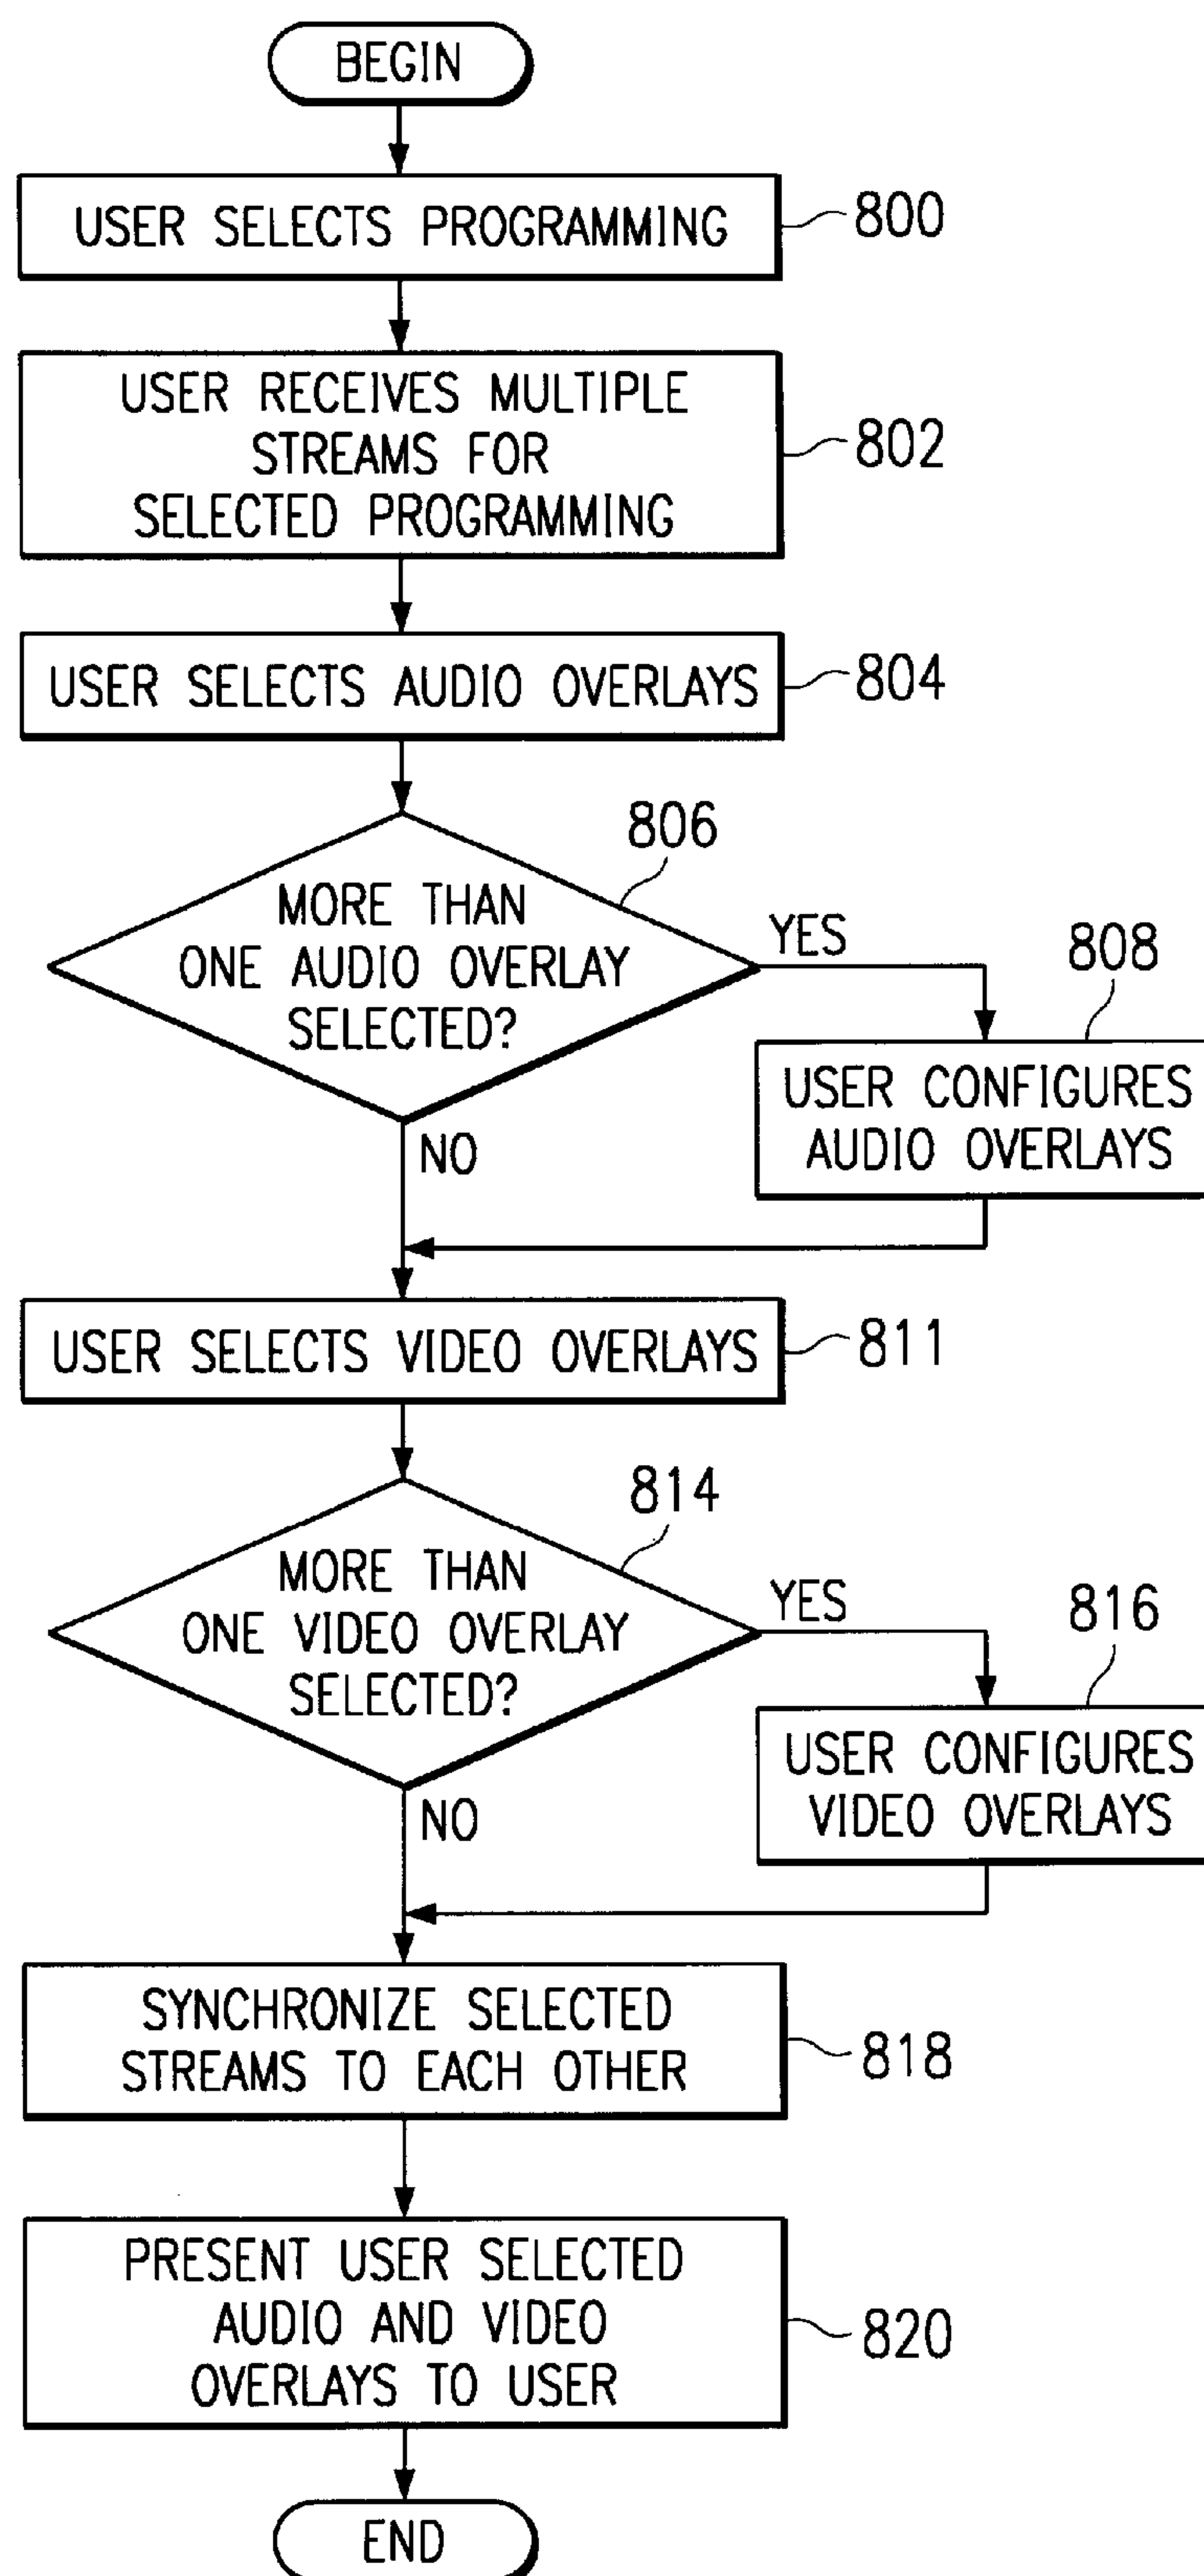 BEGIN
USER SELECTS PROGRAMMING
800
USER RECEIVES MULTIPLE
STREAMS FOR
SELECTED PROGRAMMING
802
USER SELECTS AUDIO OVERLAYS
804
806
MORE THAN
ONE AUDIO OVERLAY
SELECTED?
YES
808
USER CONFIGURES
AUDIO OVERLAYS
NO
USER SELECTS VIDEO OVERLAYS
811
814
MORE THAN
ONE VIDEO OVERLAY
SELECTED?
YES
816
USER CONFIGURES
VIDEO OVERLAYS
NO
SYNCHRONIZE SELECTED
STREAMS TO EACH OTHER
818
PRESENT USER SELECTED
AUDIO AND VIDEO
OVERLAYS TO USER
820
END